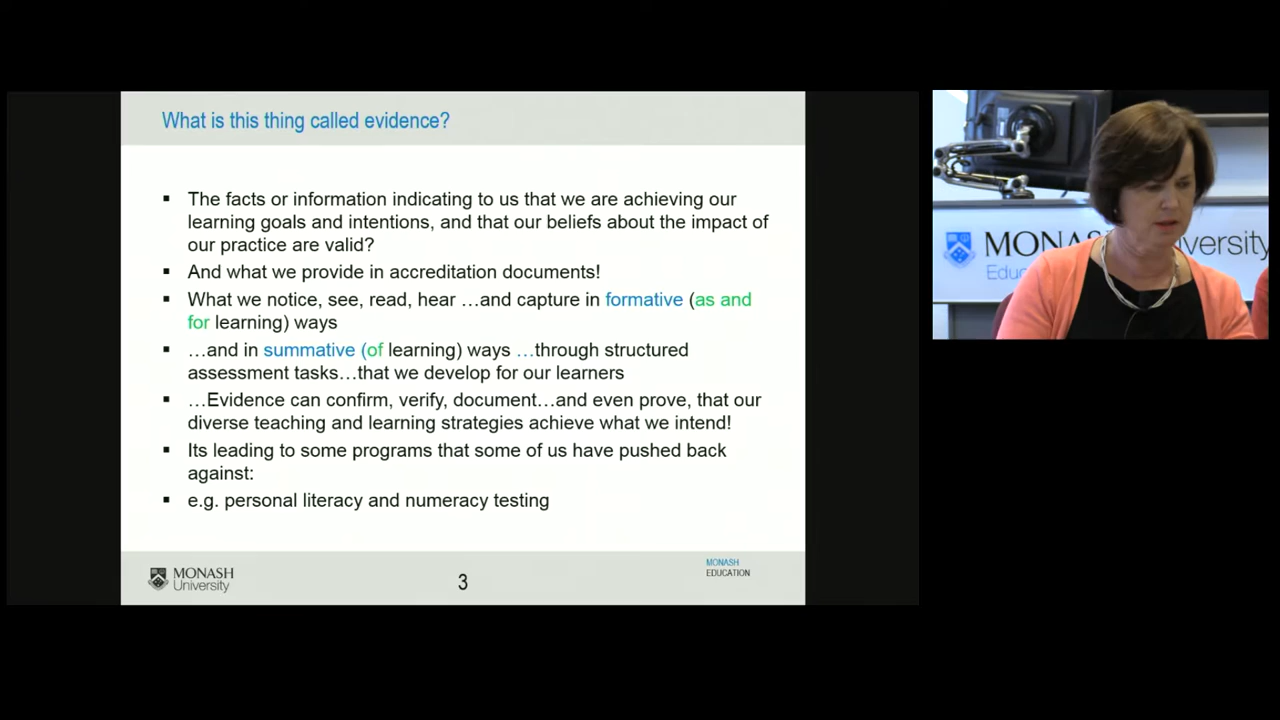 What is this thing called evidence?
▪ The facts or information indicating to us that we are achieving our
learning goals and intentions, and that our beliefs about the impact of
our practice are valid?
▪ And what we provide in accreditation documents!
▪ What we notice, see, read, hear …and capture in formative (as and
for learning) ways
▪ …and in summative (of learning) ways …through structured
assessment tasks…that we develop for our learners
▪ …Evidence can confirm, verify, document…and even prove, that our
diverse teaching and learning strategies achieve what we intend!
▪ Its leading to some programs that some of us have pushed back
against:
▪ e.g. personal literacy and numeracy testing
MONASH
University
3
MONASH
EDUCATION
MONASH University